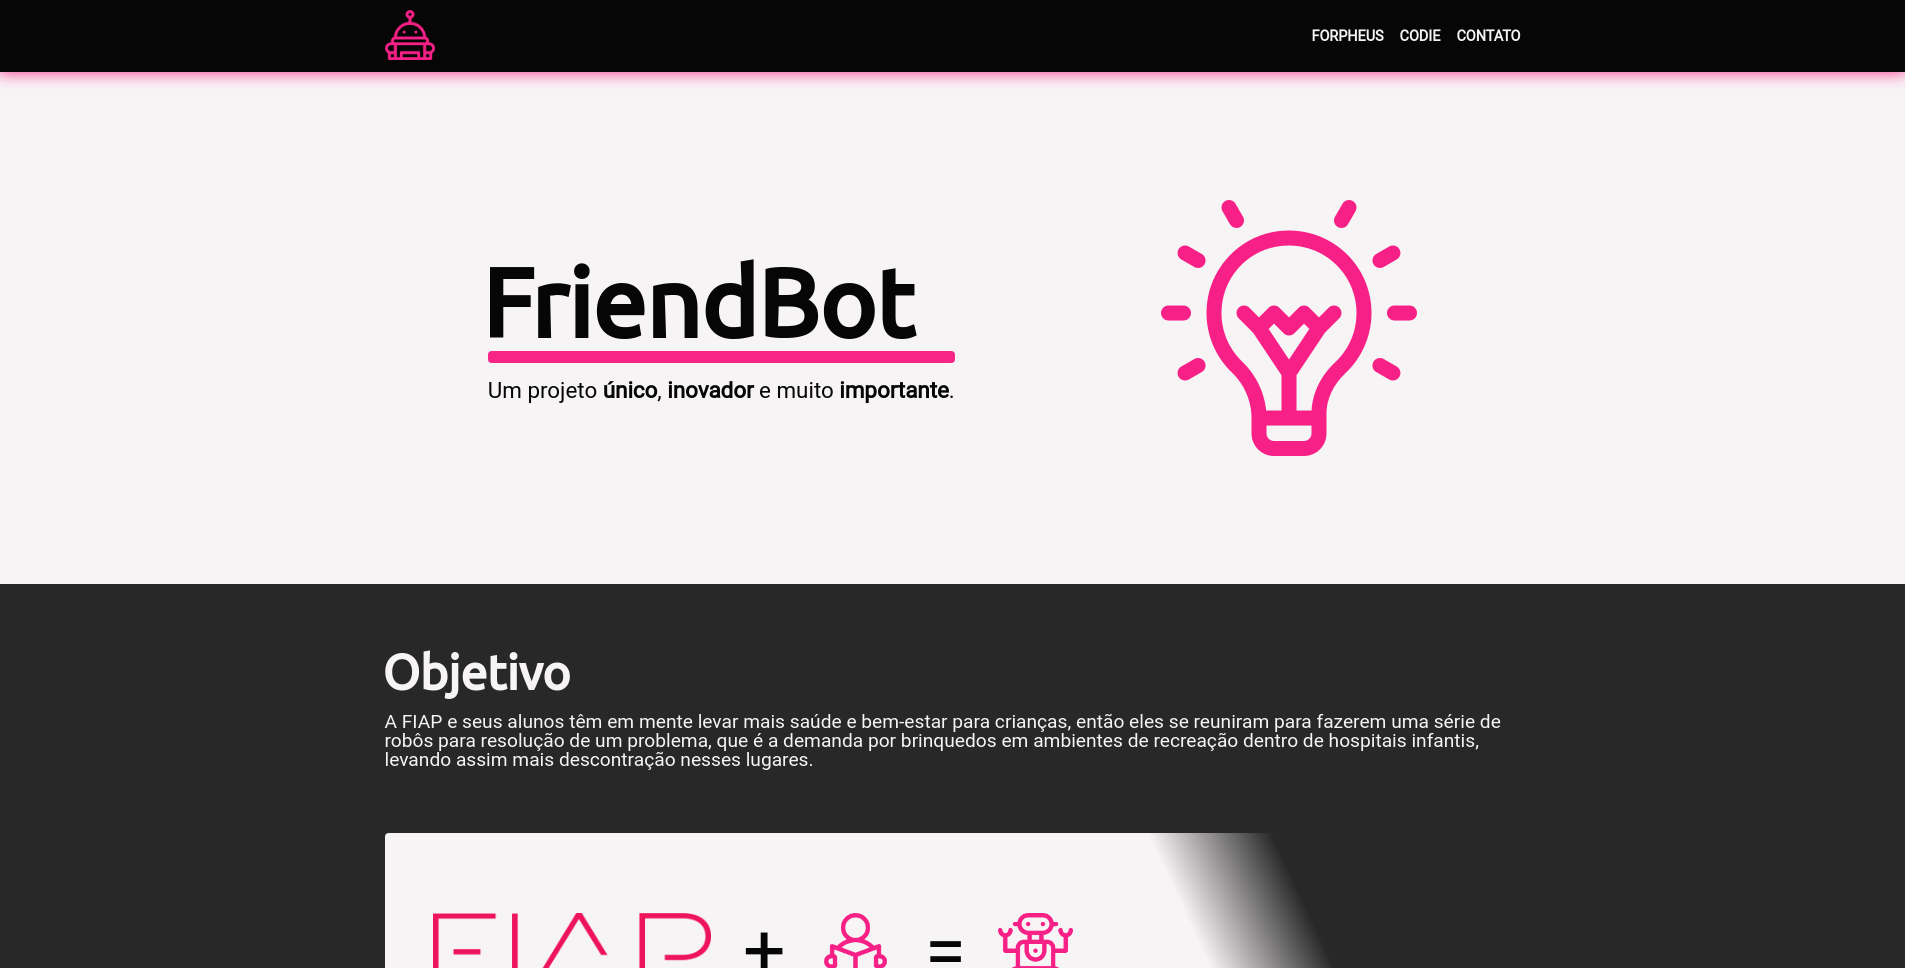 FORPHEUS CODIE CONTATO
FriendBot
Um projeto único, inovador e muito importante.
Objetivo
A FIAP e seus alunos têm em mente levar mais saúde e bem-estar para crianças, então eles se reuniram para fazerem uma série de
robôs para resolução de um problema, que é a demanda por brinquedos em ambientes de recreação dentro de hospitais infantis,
levando assim mais descontração nesses lugares.
FIAP + =